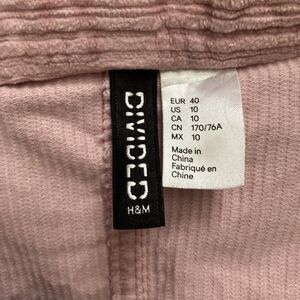 DIVIDED
H&M
EUR 40
US 10
CA 10
CN 170/76A
MX 10
Made in
China
Fabriqué en
Chine